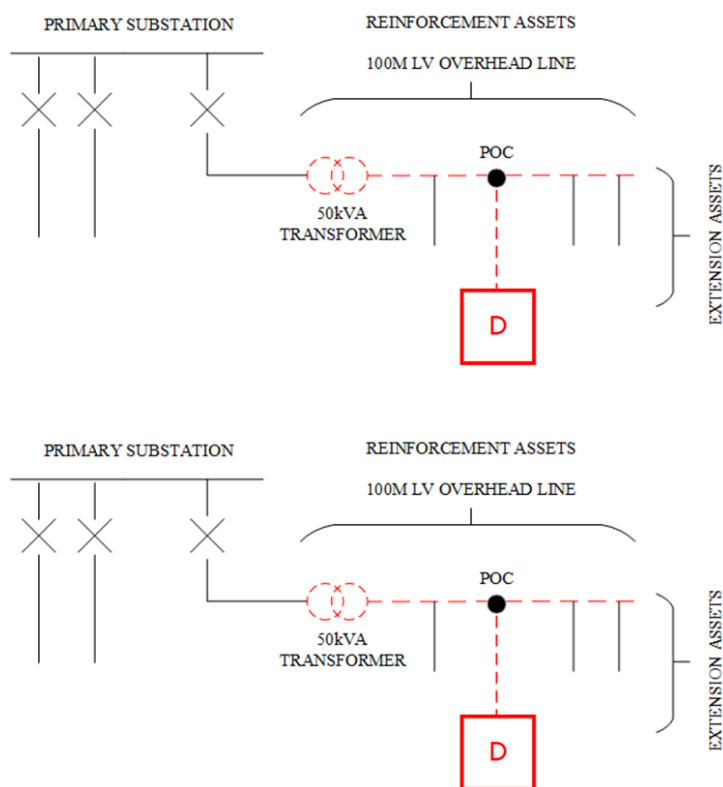 PRIMARY SUBSTATION
REINFORCEMENT ASSETS
100M LV OVERHEAD LINE
POC
50kVA
TRANSFORMER
EXTENSION ASSETS
D
PRIMARY SUBSTATION
REINFORCEMENT ASSETS
100M LV OVERHEAD LINE
POC
50kVA
TRANSFORMER
EXTENSION ASSETS
D